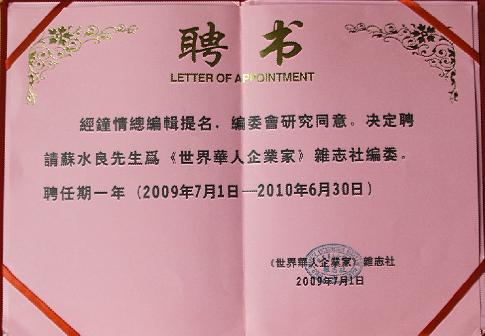 聘书
LETTER OF APPOINTMENT
經鐘情總編輯提名，編委會研究同意。决定聘
請蘇水良先生爲《世界華人企業家》雜志社編委。
聘任期一年（2009年7月1日—2010年6月30日）
《世界華人企業家》雜志社
2009年7月1日